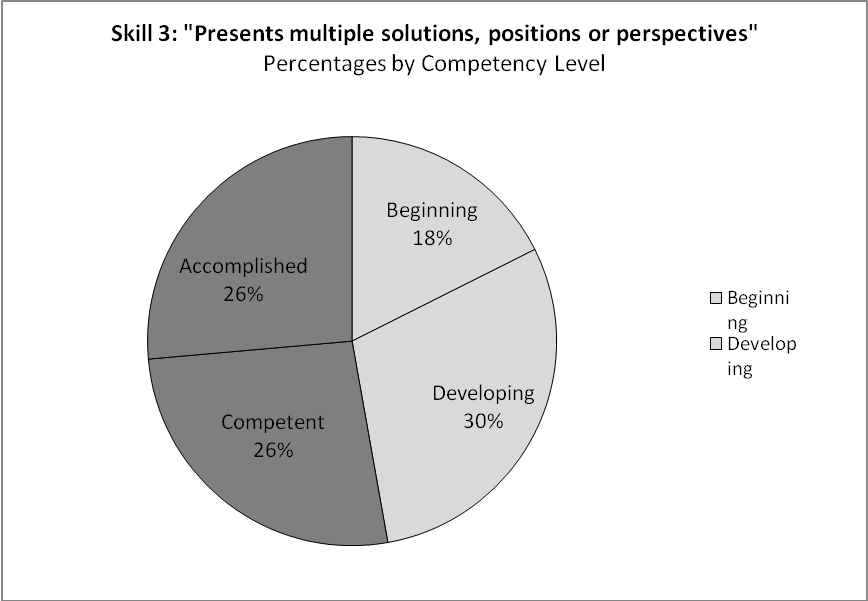 Skill 3: "Presents multiple solutions, positions or perspectives"
Percentages by Competency Level
Beginning
18%
Accomplished
26%
Developing
30%
Competent
26%
Beginni
ng
Develop
ing